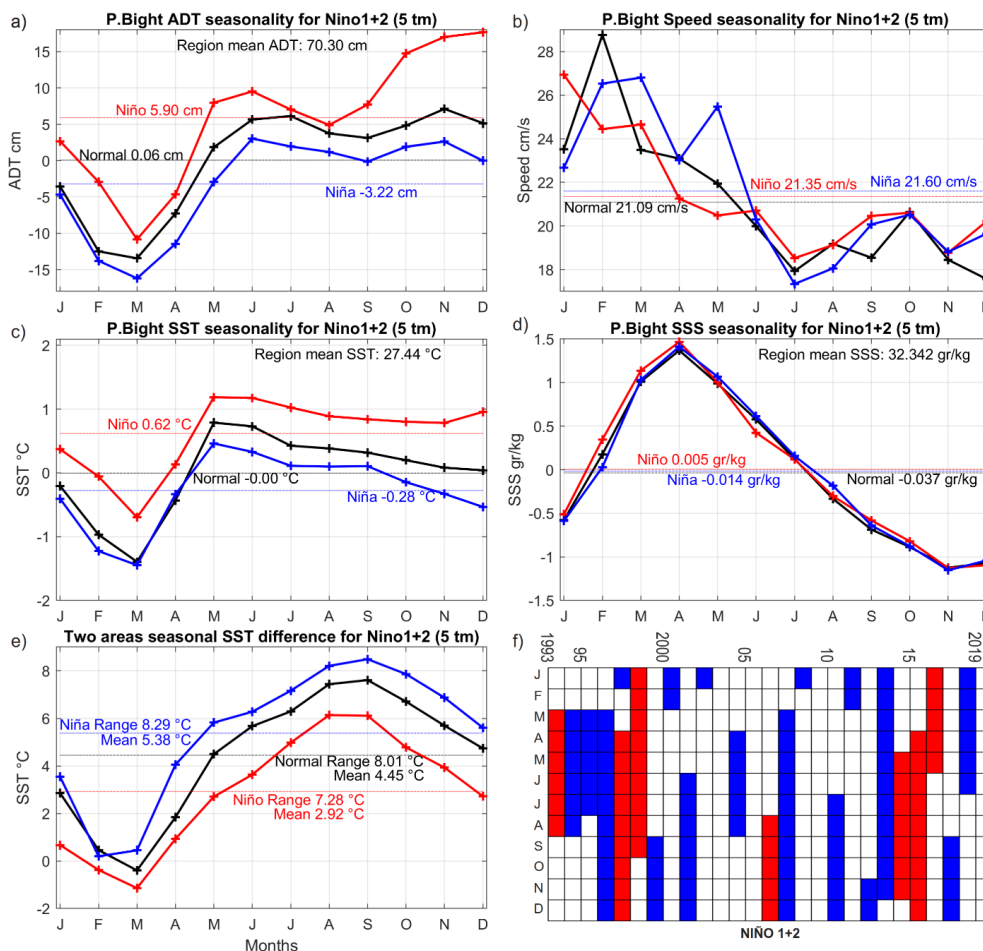 a) P.Bight ADT seasonality for Nino1+2 (5 tm)
Region mean ADT: 70.30 cm
Niño 5.90 cm
Normal 0.06 cm
Niña -3.22 cm
ADT cm
15
10
5
0
-5
-10
-15
J F M A M J J A S O N D
b) P.Bight Speed seasonality for Nino1+2 (5 tm)
Niño 21.35 cm/s
Niña 21.60 cm/s
Normal 21.09 cm/s
Speed cm/s
28
26
24
22
20
18
J F M A M J J A S O N D
c) P.Bight SST seasonality for Nino1+2 (5 tm)
Region mean SST: 27.44 °C
Niño 0.62 °C
Normal -0.00 °C
Niña -0.28 °C
SST °C
2
1
0
-1
-2
J F M A M J J A S O N D
d) P.Bight SSS seasonality for Nino1+2 (5 tm)
Region mean SSS: 32.342 gr/kg
Niño 0.005 gr/kg
Niña -0.014 gr/kg
Normal -0.037 gr/kg
SSS gr/kg
1.5
1
0.5
0
-0.5
-1
-1.5
J F M A M J J A S O N D
e) Two areas seasonal SST difference for Nino1+2 (5 tm)
Niña Range 8.29 °C
Mean 5.38 °C
Normal Range 8.01 °C
Mean 4.45 °C
Niño Range 7.28 °C
Mean 2.92 °C
SST °C
8
6
4
2
0
-2
J F M A M J J A S O N D
Months
f)
1993 95 2000 05 10 15 2019
J
F
M
A
M
J
J
A
S
O
N
D
NIÑO 1+2